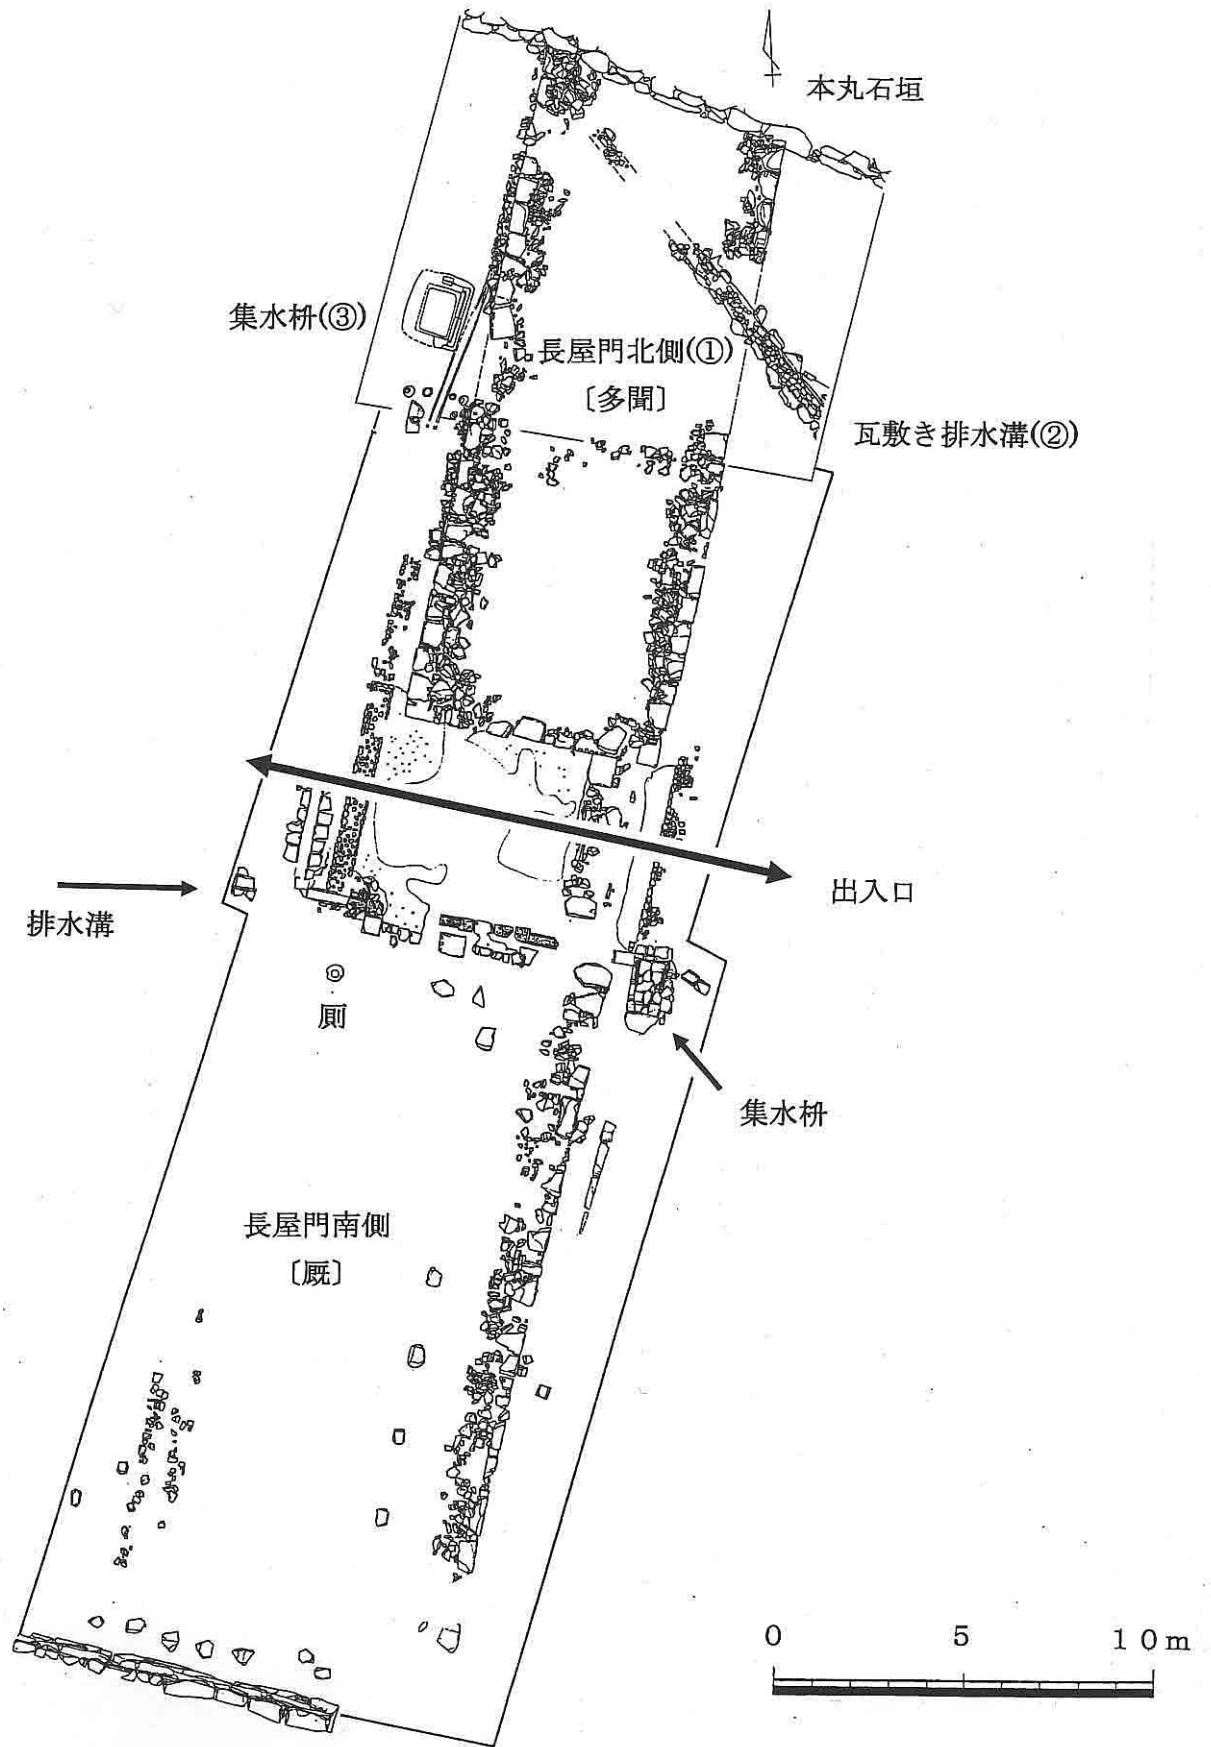 本丸石垣
集水枡(③)
長屋門北側(①)
〔多聞〕
瓦敷き排水溝(②)
出入口
排水溝
厠
集水枡
長屋門南側
〔厩〕
0 5 10m